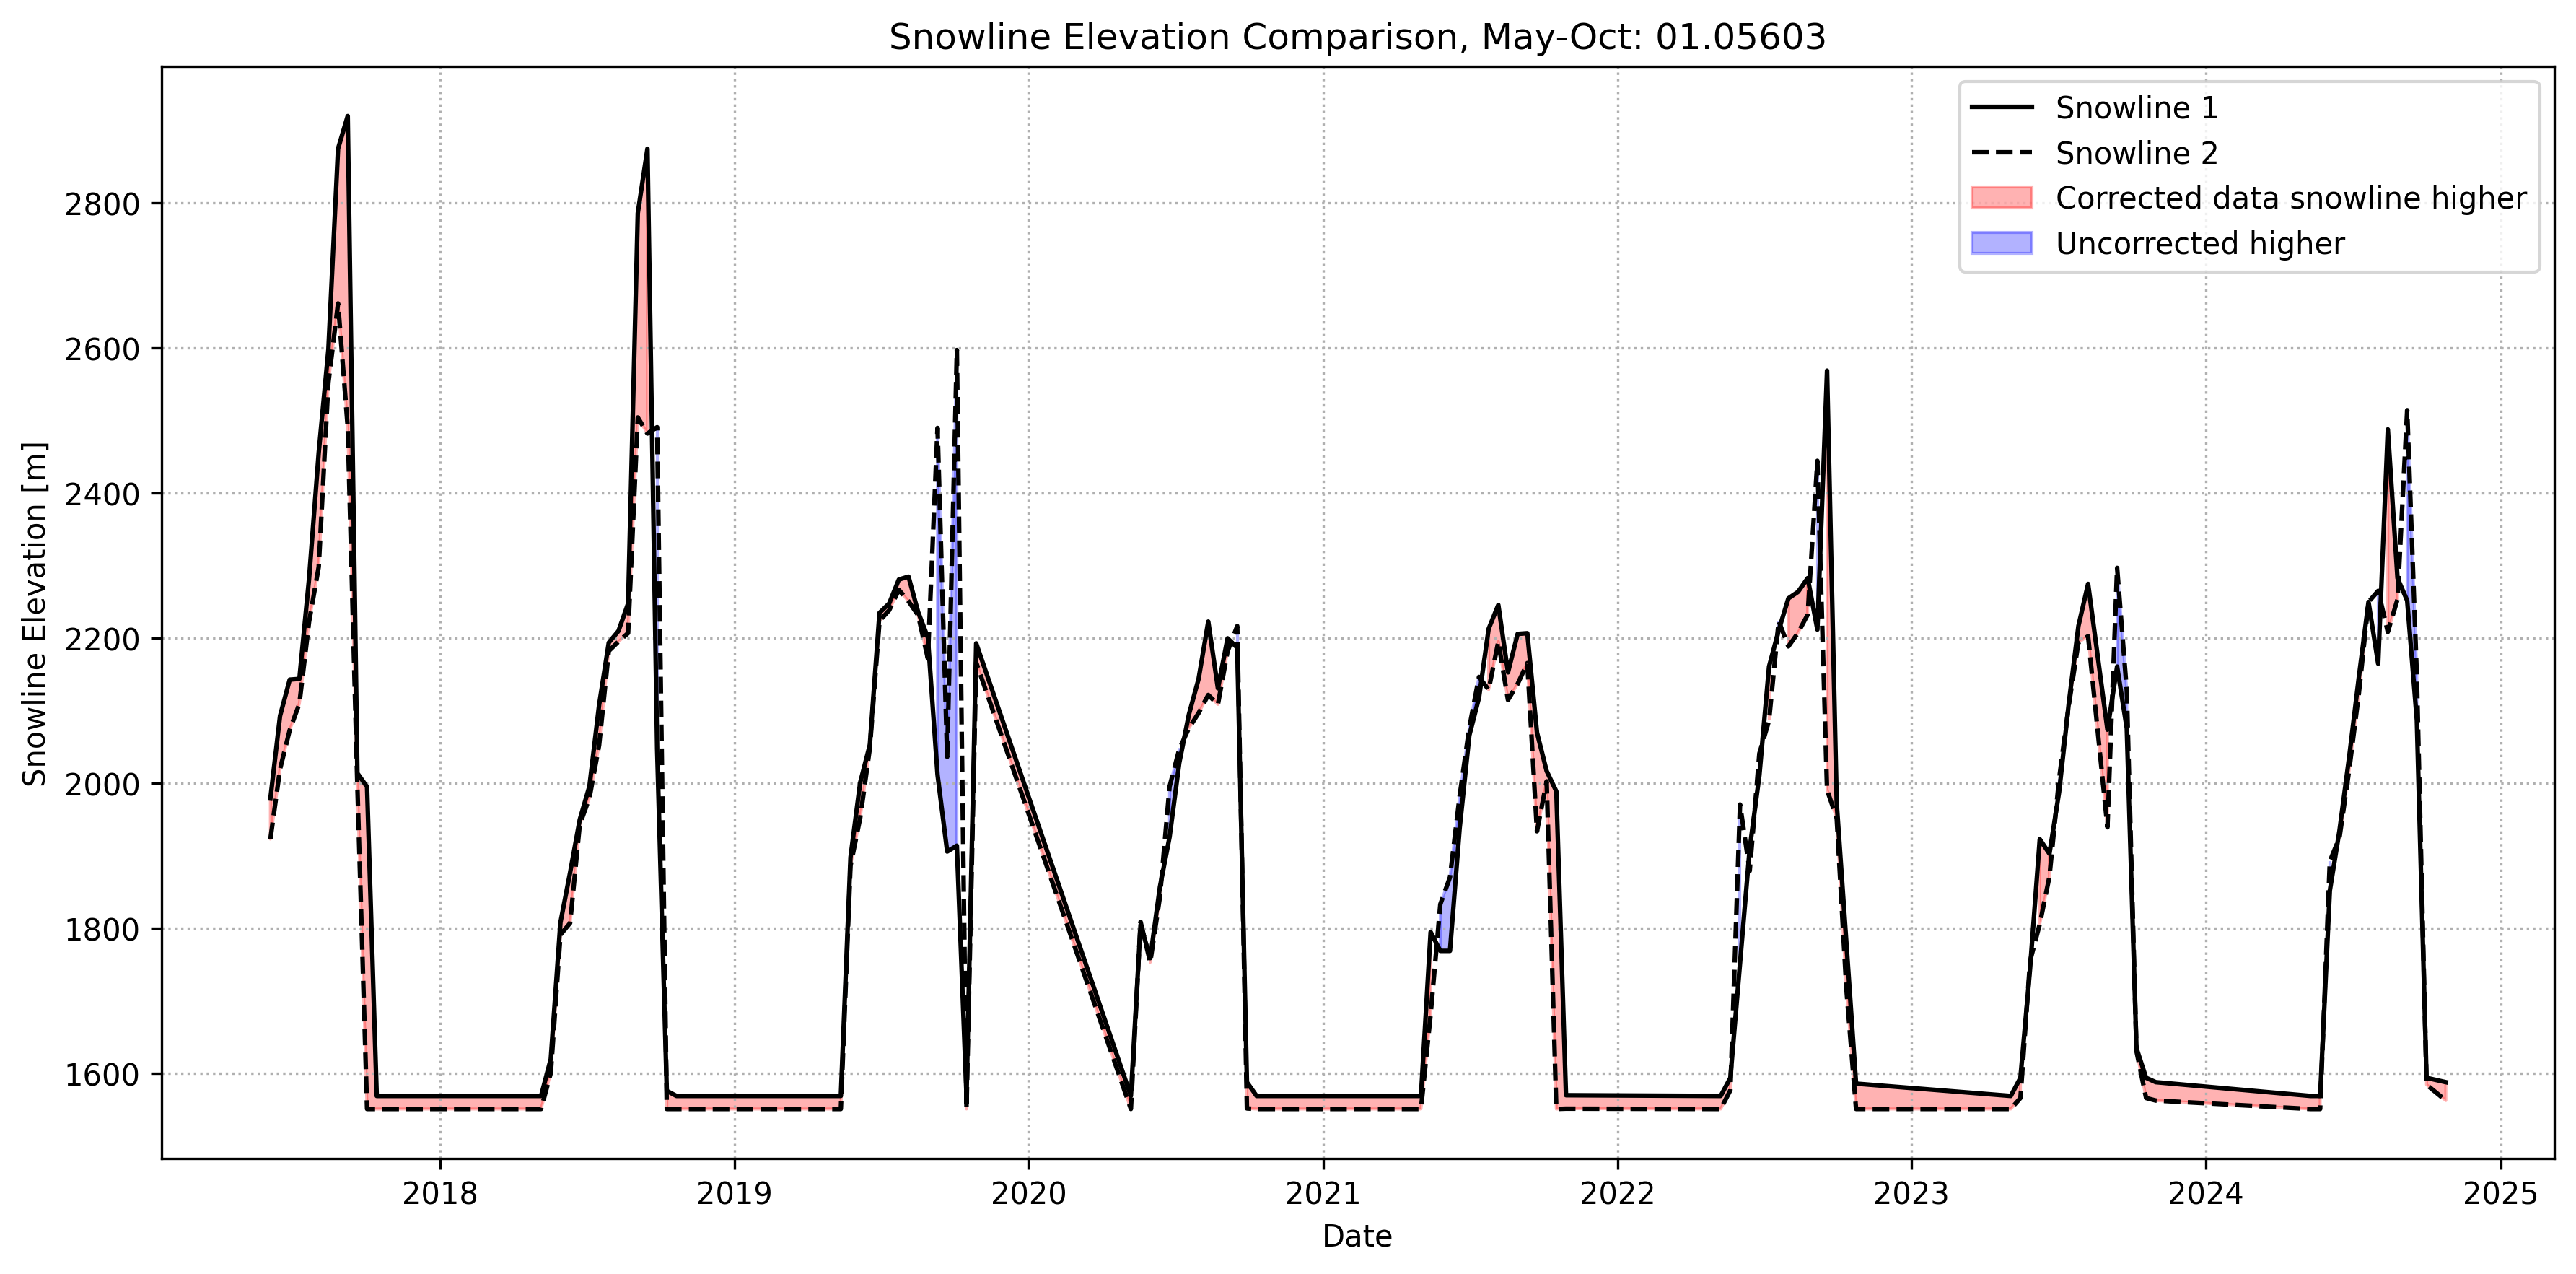 Snowline Elevation Comparison, May-Oct: 01.05603
Snowline 1
Snowline 2
Corrected data snowline higher
Uncorrected higher
Snowline Elevation [m]
2800
2600
2400
2200
2000
1800
1600
2018 2019 2020 2021 2022 2023 2024 2025
Date